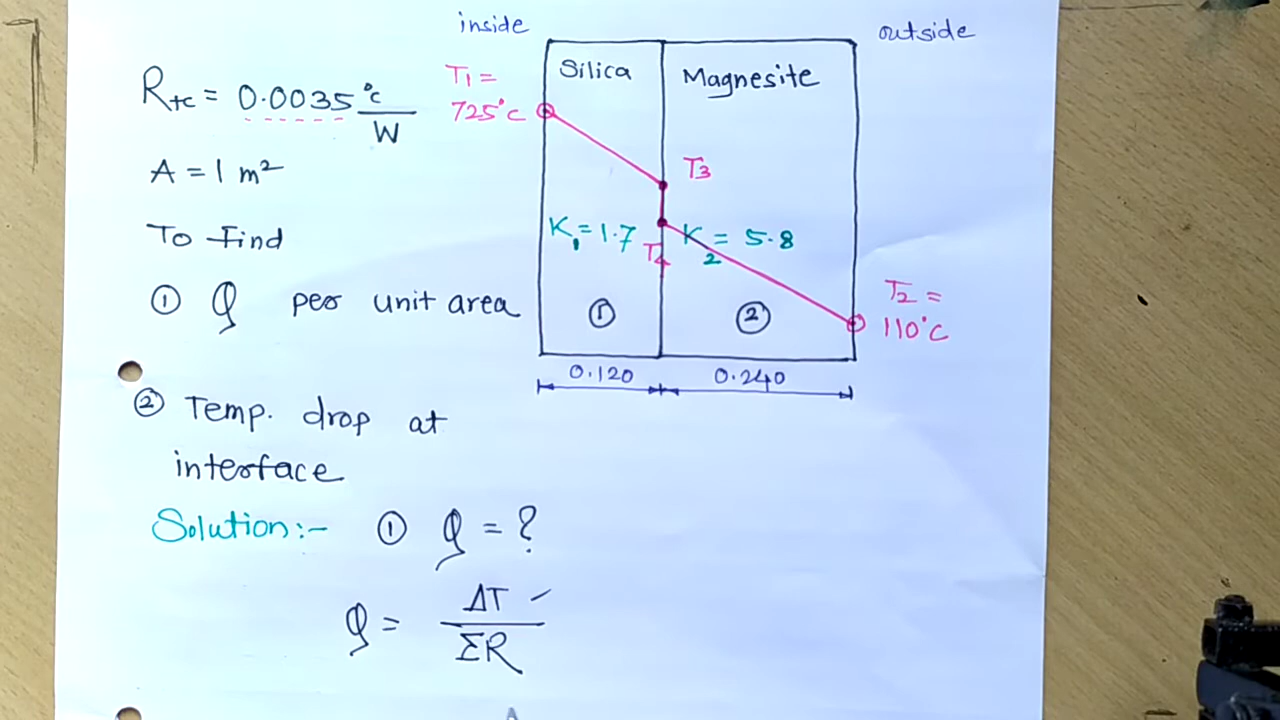 inside
outside
Rtc = 0.0035 °C/W
A = 1 m²
To Find
① Q per unit area
② Temp. drop at
interface
T1 =
725°C
Silica
Magnesite
T3
K1 = 1.7
T4
K2 = 5.8
①
②
T2 =
110°C
0.120
0.240
Solution:- ① Q = ?
Q = ΔT / ΣR